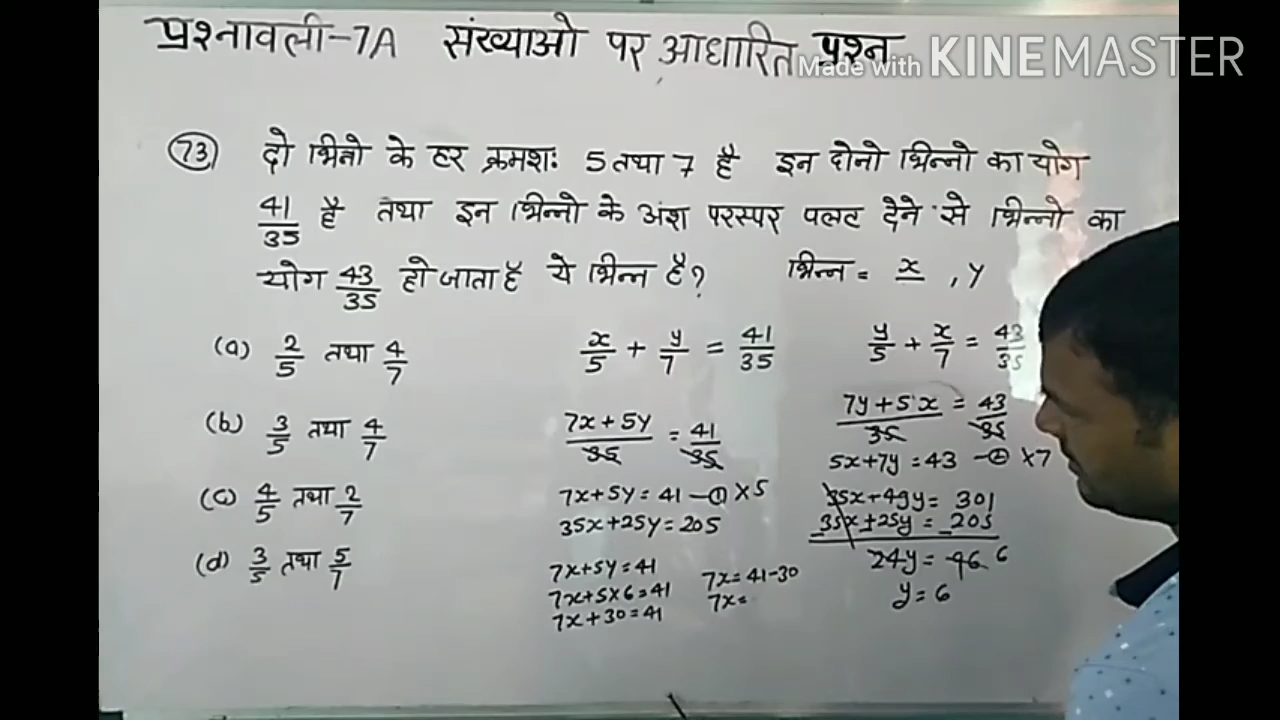 प्रश्नावली-7A संख्याओ पर आधारित प्रश्न
Made with KINEMASTER
(73) दो भिन्नो के हर क्रमशः 5 तथा 7 है इन दोनो भिन्नो का योग
41/35 है तथा इन भिन्नो के अंश परस्पर पलट देने से भिन्नो का
योग 43/35 हो जाता है ये भिन्न है?
भिन्न = x , y
(a) 2/5 तथा 4/7
(b) 3/5 तथा 4/7
(c) 4/5 तथा 2/7
(d) 3/5 तथा 5/7
x/5 + y/7 = 41/35
7x+5y/35 = 41/35
7x+5y=41 -① x5
35x+25y=205
7x+5y=41
7x+5x6=41
7x+30=41
7x=41-30
7x=
y/5 + x/7 = 43/35
7y+5x/35 = 43/35
5x+7y=43 -② x7
35x+49y= 301
35x+25y= 205
24y= 96 6
y=6